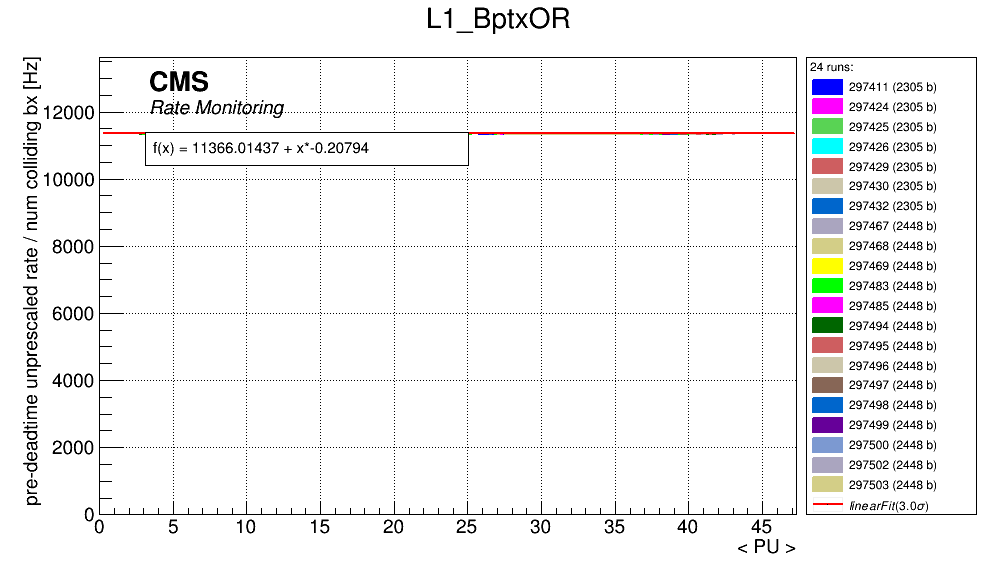 L1_BptxOR
pre-deadtime unprescaled rate / num colliding bx [Hz]
CMS
Rate Monitoring
f(x) = 11366.01437 + x*-0.20794
12000
10000
8000
6000
4000
2000
0
0 5 10 15 20 25 30 35 40 45
< PU >
24 runs:
297411 (2305 b)
297424 (2305 b)
297425 (2305 b)
297426 (2305 b)
297429 (2305 b)
297430 (2305 b)
297432 (2305 b)
297467 (2448 b)
297468 (2448 b)
297469 (2448 b)
297483 (2448 b)
297485 (2448 b)
297494 (2448 b)
297495 (2448 b)
297496 (2448 b)
297497 (2448 b)
297498 (2448 b)
297499 (2448 b)
297500 (2448 b)
297502 (2448 b)
297503 (2448 b)
linearFit(3.0σ)